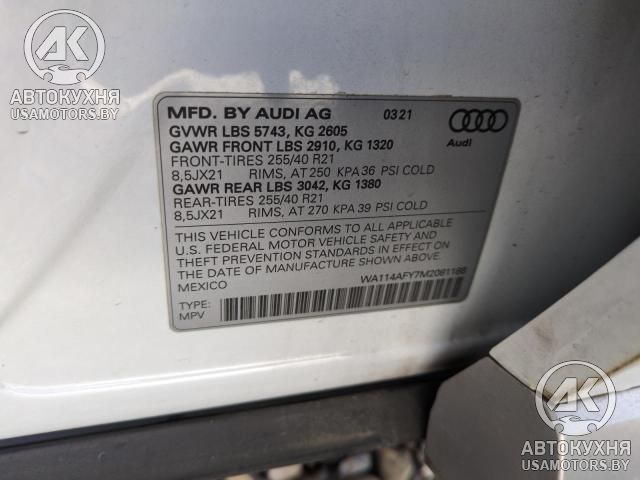 АК
АВТОКУХНЯ
USAMOTORS.BY
MFD. BY AUDI AG 0321
GVWR LBS 5743, KG 2605
GAWR FRONT LBS 2910, KG 1320
FRONT-TIRES 255/40 R21
8,5JX21 RIMS, AT 250 KPA 36 PSI COLD
GAWR REAR LBS 3042, KG 1380
REAR-TIRES 255/40 R21
8,5JX21 RIMS, AT 270 KPA 39 PSI COLD
Audi
THIS VEHICLE CONFORMS TO ALL APPLICABLE
U.S. FEDERAL MOTOR VEHICLE SAFETY AND
THEFT PREVENTION STANDARDS IN EFFECT ON
THE DATE OF MANUFACTURE SHOWN ABOVE.
MEXICO
WA114AFY7M2081188
TYPE:
MPV
АК
АВТОКУХНЯ
USAMOTORS.BY